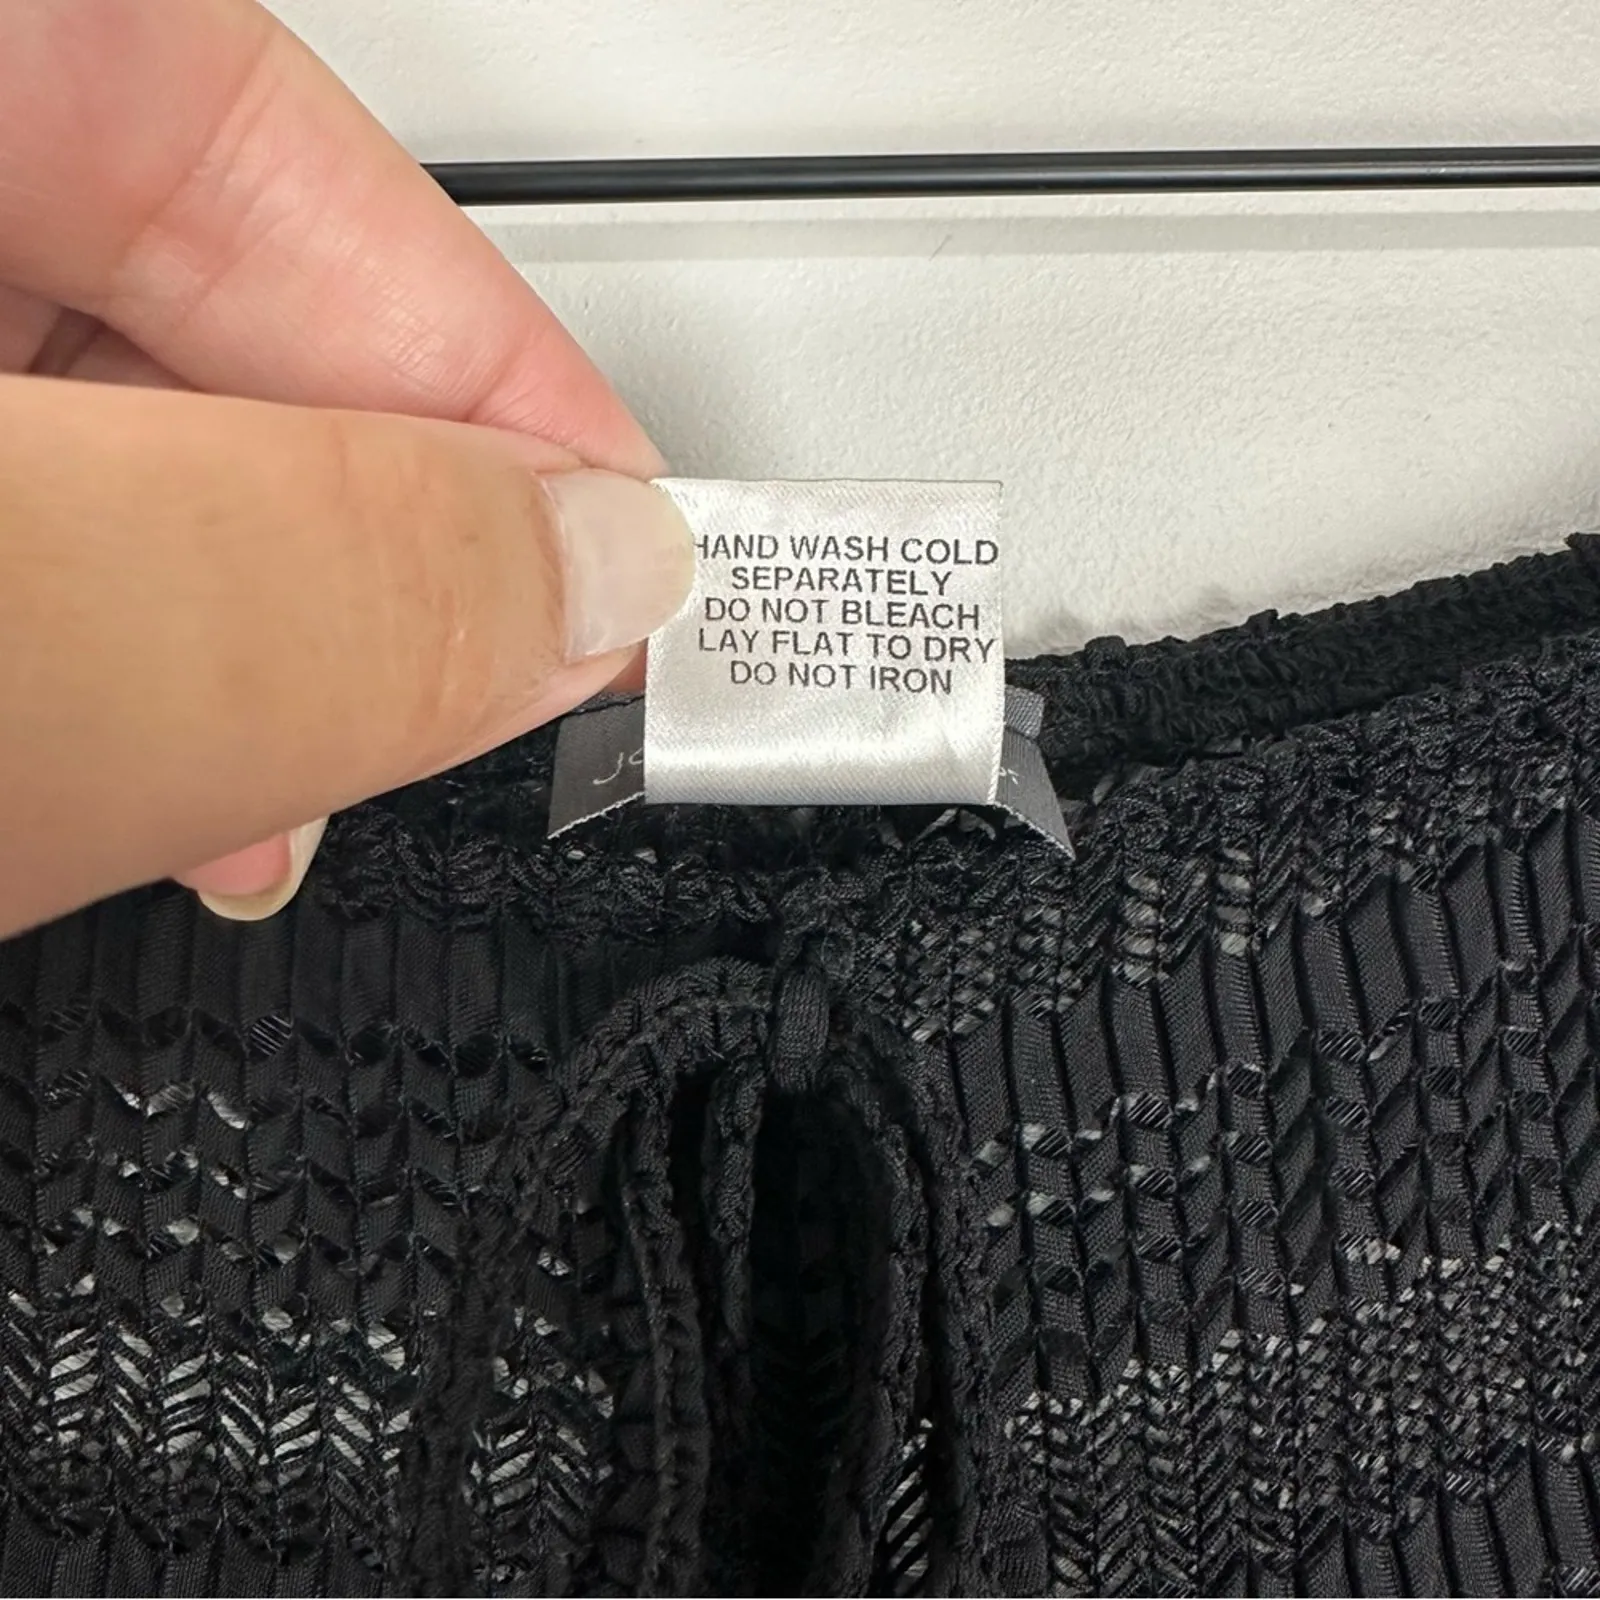 HAND WASH COLD
SEPARATELY
DO NOT BLEACH
LAY FLAT TO DRY
DO NOT IRON